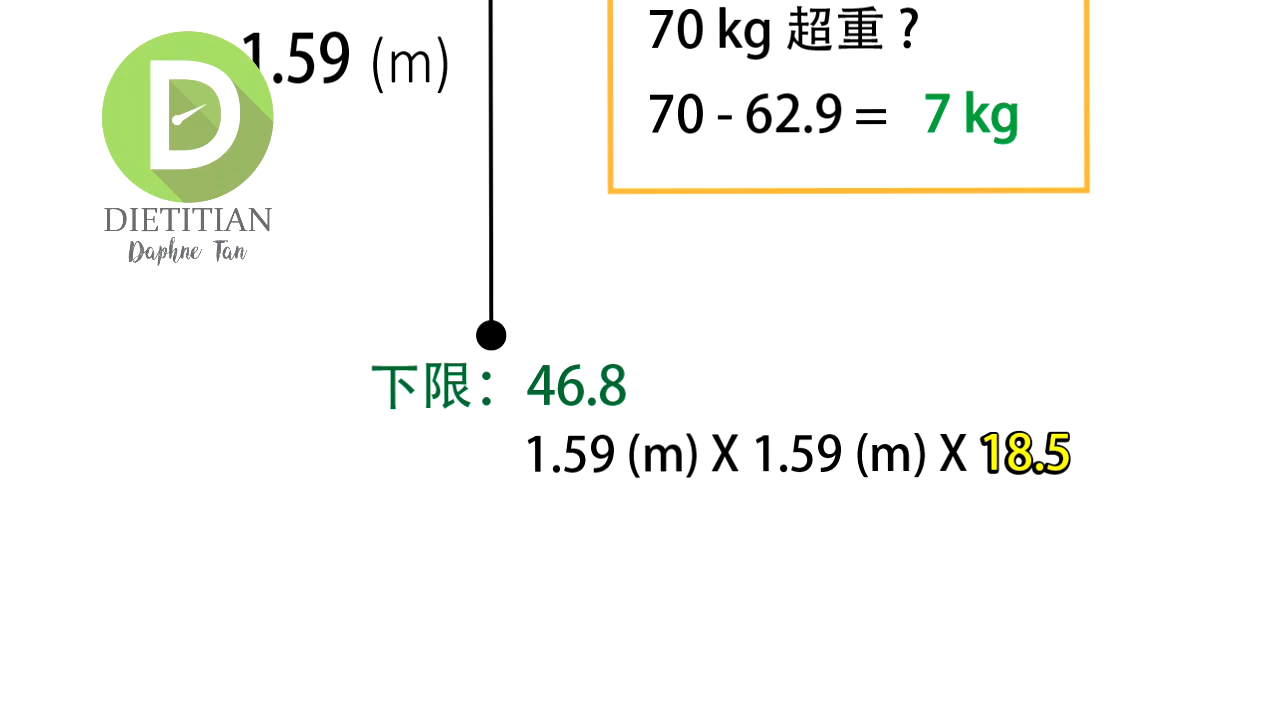 1.59 (m)
D
DIETITIAN
Daphne Tan
70 kg 超重 ?
70 - 62.9 = 7 kg
下限：46.8
1.59 (m) X 1.59 (m) X 18.5